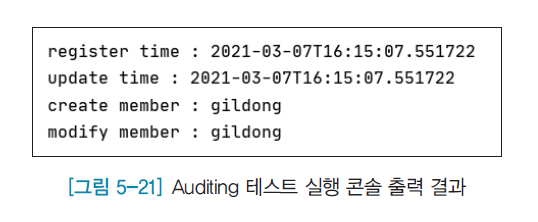 register time : 2021-03-07T16:15:07.551722
update time : 2021-03-07T16:15:07.551722
create member : gildong
modify member : gildong
[그림 5-21] Auditing 테스트 실행 콘솔 출력 결과